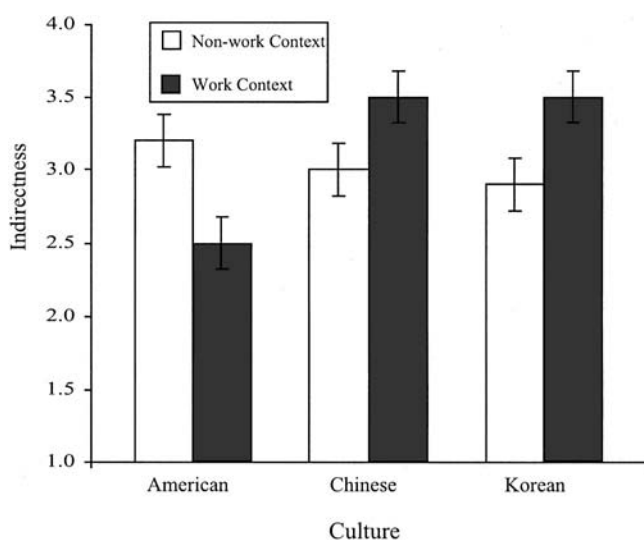 4.0
3.5
3.0
2.5
2.0
1.5
1.0
Indirectness
Non-work Context
Work Context
American Chinese Korean
Culture